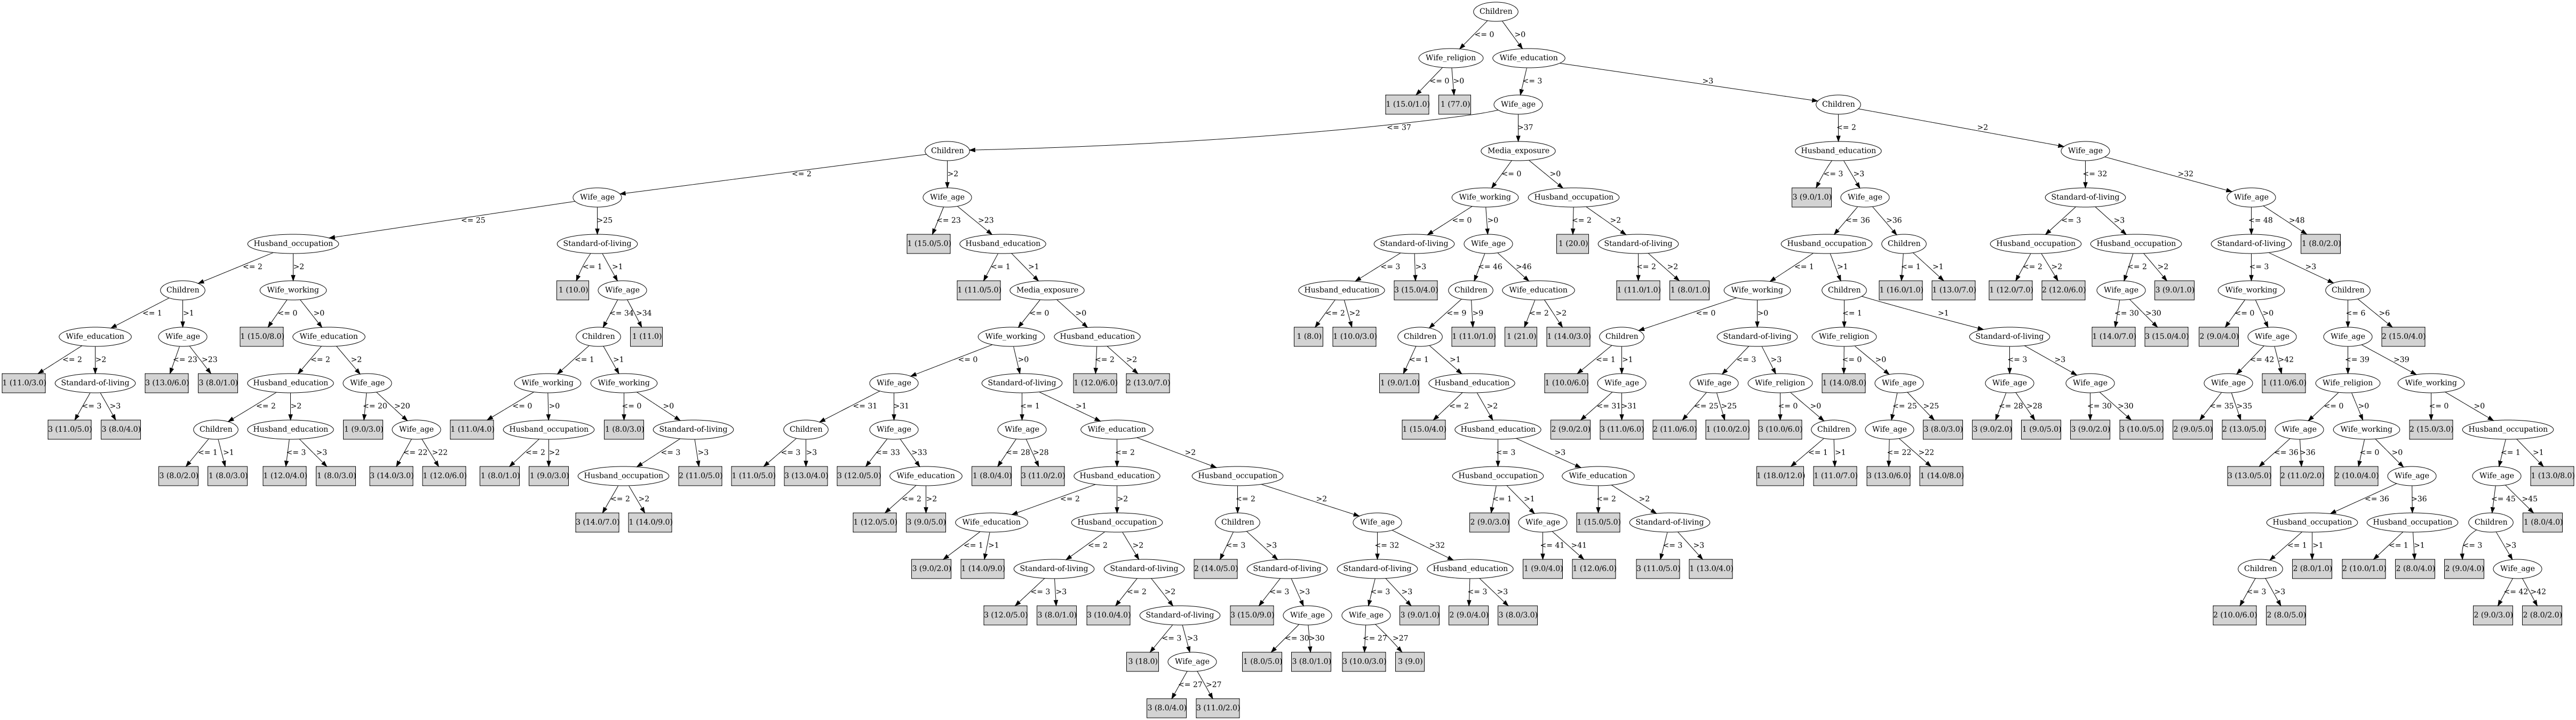 Children
<= 0 >0
Wife_religion Wife_education
<= 0 >0 <= 3 >3
1 (15.0/1.0) 1 (77.0) Wife_age Children
<= 37 >37 <= 2 >2
Children Media_exposure Husband_education Wife_age
<= 2 >2 <= 0 >0 <= 3 >3 <= 32 >32
Wife_age Wife_age Wife_working Husband_occupation 3 (9.0/1.0) Wife_age Standard-of-living Wife_age
<= 25 >25 <= 23 >23 <= 0 >0 <= 2 >2 <= 36 >36 <= 3 >3 <= 48 >48
Husband_occupation Standard-of-living 1 (15.0/5.0) Husband_education Standard-of-living Wife_age 1 (20.0) Standard-of-living Husband_occupation Children Husband_occupation Husband_occupation Standard-of-living 1 (8.0/2.0)
<= 2 >2 <= 1 >1 <= 1 >1 <= 3 >3 <= 46 >46 <= 2 >2 <= 1 >1 <= 1 >1 <= 2 >2 <= 2 >2 <= 3 >3
Children Wife_working 1 (10.0) Wife_age 1 (11.0/5.0) Media_exposure Husband_education 3 (15.0/4.0) Children Wife_education 1 (11.0/1.0) 1 (8.0/1.0) Wife_working Children 1 (16.0/1.0) 1 (13.0/7.0) 1 (12.0/7.0) 2 (12.0/6.0) Wife_age 3 (9.0/1.0) Wife_working Children
<= 1 >1 <= 0 >0 <= 34 >34 <= 0 >0 <= 2 >2 <= 9 >9 <= 2 >2 <= 0 >0 <= 1 >1 <= 30 >30 <= 0 >0 <= 6 >6
Wife_education Wife_age 1 (15.0/8.0) Wife_education Children 1 (11.0) Wife_working Husband_education 1 (8.0) 1 (10.0/3.0) Children 1 (11.0/1.0) 1 (21.0) 1 (14.0/3.0) Children Standard-of-living Wife_religion Standard-of-living 1 (14.0/7.0) 3 (15.0/4.0) 2 (9.0/4.0) Wife_age Wife_age 2 (15.0/4.0)
<= 2 >2 <= 23 >23 <= 2 >2 <= 1 >1 <= 0 >0 <= 2 >2 <= 1 >1 <= 1 >1 <= 3 >3 <= 0 >0 <= 3 >3 <= 42 >42 <= 39 >39
1 (11.0/3.0) Standard-of-living 3 (13.0/6.0) 3 (8.0/1.0) Husband_education Wife_age Wife_working Wife_working Wife_age Standard-of-living 1 (12.0/6.0) 2 (13.0/7.0) 1 (9.0/1.0) Husband_education 1 (10.0/6.0) Wife_age Wife_age Wife_religion 1 (14.0/8.0) Wife_age Wife_age Wife_age Wife_age 1 (11.0/6.0) Wife_religion Wife_working
<= 3 >3 <= 2 >2 <= 20 >20 <= 0 >0 <= 0 >0 <= 31 >31 <= 1 >1 <= 2 >2 <= 31 >31 <= 25 >25 <= 0 >0 <= 25 >25 <= 28 >28 <= 30 >30 <= 35 >35 <= 0 >0 <= 0 >0
3 (11.0/5.0) 3 (8.0/4.0) Children Husband_education 1 (9.0/3.0) Wife_age 1 (11.0/4.0) Husband_occupation 1 (8.0/3.0) Standard-of-living Children Wife_age Wife_age Wife_education 1 (15.0/4.0) Husband_education 2 (9.0/2.0) 3 (11.0/6.0) 2 (11.0/6.0) 1 (10.0/2.0) 3 (10.0/6.0) Children Wife_age 3 (8.0/3.0) 3 (9.0/2.0) 1 (9.0/5.0) 3 (9.0/2.0) 3 (10.0/5.0) 2 (9.0/5.0) 2 (13.0/5.0) Wife_age Wife_working 2 (15.0/3.0) Husband_occupation
<= 1 >1 <= 3 >3 <= 22 >22 <= 2 >2 <= 3 >3 <= 3 >3 <= 33 >33 <= 28 >28 <= 2 >2 <= 3 >3 <= 1 >1 <= 22 >22 <= 36 >36 <= 0 >0 <= 1 >1
3 (8.0/2.0) 1 (8.0/3.0) 1 (12.0/4.0) 1 (8.0/3.0) 3 (14.0/3.0) 1 (12.0/6.0) 1 (8.0/1.0) 1 (9.0/3.0) Husband_occupation 2 (11.0/5.0) 1 (11.0/5.0) 3 (13.0/4.0) 3 (12.0/5.0) Wife_education 1 (8.0/4.0) 3 (11.0/2.0) Husband_education Husband_occupation Husband_occupation Wife_education 1 (18.0/12.0) 1 (11.0/7.0) 3 (13.0/6.0) 1 (14.0/8.0) 3 (13.0/5.0) 2 (11.0/2.0) 2 (10.0/4.0) Wife_age Wife_age 1 (13.0/8.0)
<= 2 >2 <= 2 >2 <= 2 >2 <= 2 >2 <= 1 >1 <= 2 >2 <= 36 >36 <= 45 >45
3 (14.0/7.0) 1 (14.0/9.0) 1 (12.0/5.0) 3 (9.0/5.0) Wife_education Husband_occupation Children Wife_age 2 (9.0/3.0) Wife_age 1 (15.0/5.0) Standard-of-living Husband_occupation Husband_occupation Children 1 (8.0/4.0)
<= 1 >1 <= 2 >2 <= 3 >3 <= 32 >32 <= 41 >41 <= 3 >3 <= 1 >1 <= 1 >1 <= 3 >3
3 (9.0/2.0) 1 (14.0/9.0) Standard-of-living Standard-of-living 2 (14.0/5.0) Standard-of-living Standard-of-living Husband_education 1 (9.0/4.0) 1 (12.0/6.0) 3 (11.0/5.0) 1 (13.0/4.0) Children 2 (8.0/1.0) 2 (10.0/1.0) 2 (8.0/4.0) 2 (9.0/4.0) Wife_age
<= 3 >3 <= 2 >2 <= 3 >3 <= 3 >3 <= 3 >3 <= 3 >3 <= 42 >42
3 (12.0/5.0) 3 (8.0/1.0) 3 (10.0/4.0) Standard-of-living 3 (15.0/9.0) Wife_age Wife_age 3 (9.0/1.0) 2 (9.0/4.0) 3 (8.0/3.0) 2 (10.0/6.0) 2 (8.0/5.0) 2 (9.0/3.0) 2 (8.0/2.0)
<= 3 >3 <= 30 >30 <= 27 >27
3 (18.0) Wife_age 1 (8.0/5.0) 3 (8.0/1.0) 3 (10.0/3.0) 3 (9.0)
<= 27 >27
3 (8.0/4.0) 3 (11.0/2.0)